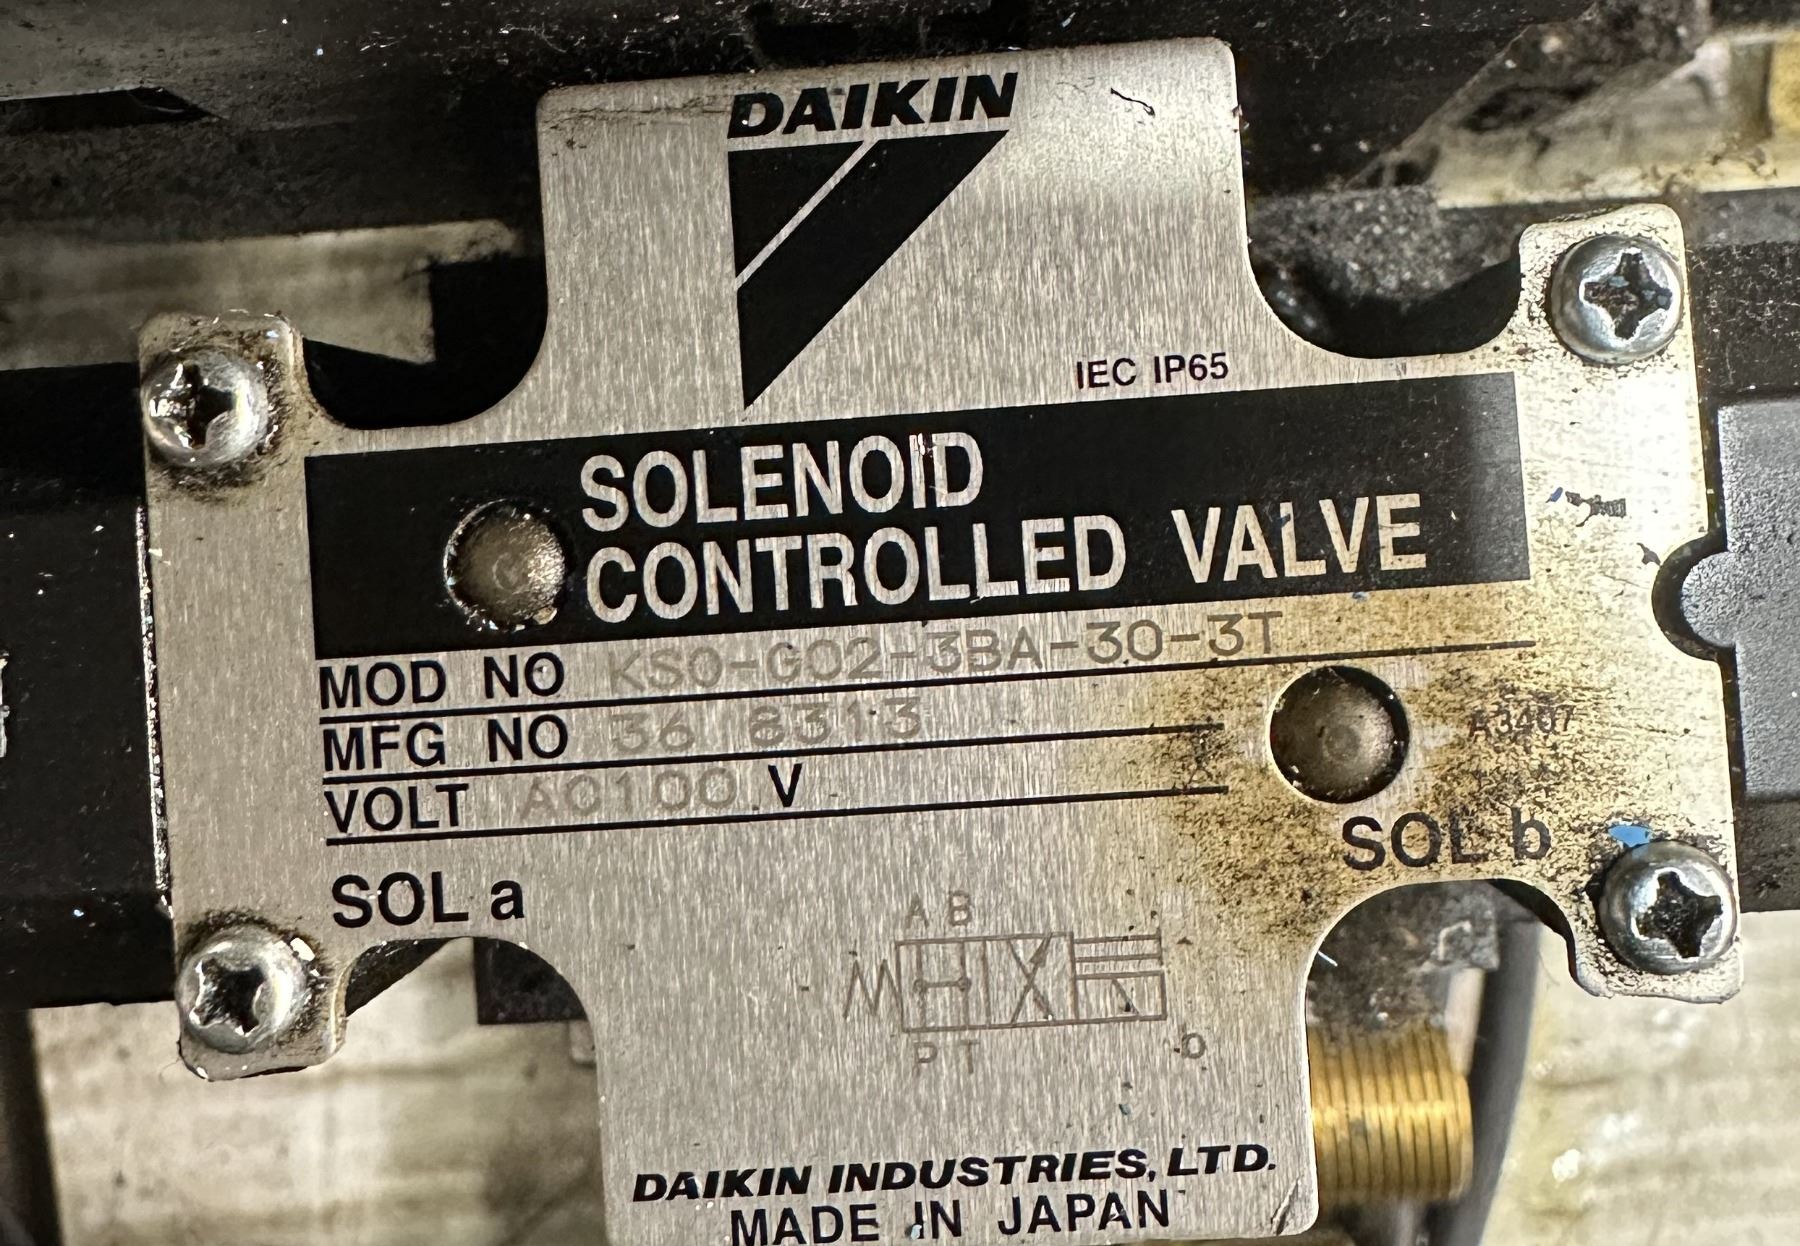 DAIKIN
IEC IP65
SOLENOID
CONTROLLED VALVE
MOD NO KSO-G02-3BA-30-3T
MFG NO 36 8313
VOLT AC100 V
A3407
SOL a
SOL b
A B
P T
o
DAIKIN INDUSTRIES, LTD.
MADE IN JAPAN